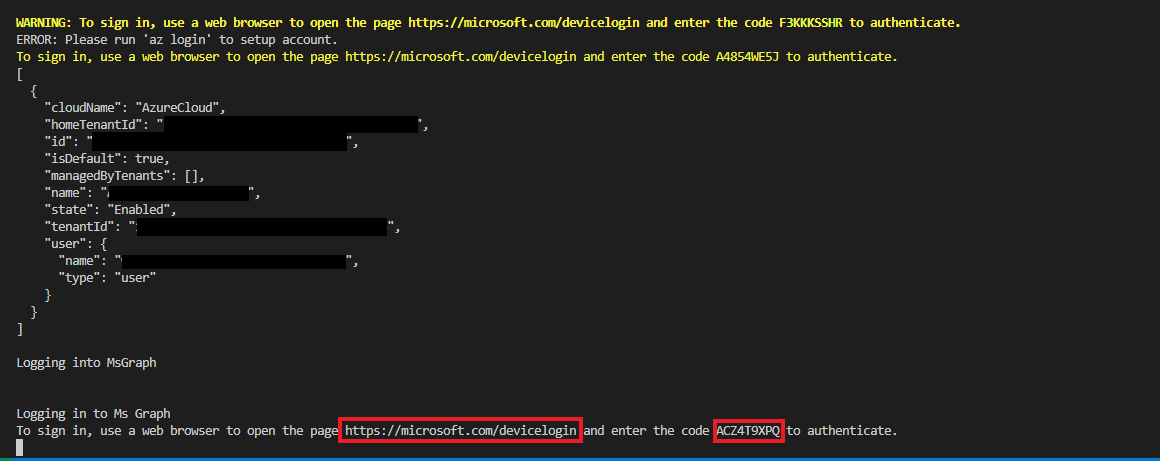 WARNING: To sign in, use a web browser to open the page https://microsoft.com/devicelogin and enter the code F3KKKSSHR to authenticate.
ERROR: Please run 'az login' to setup account.
To sign in, use a web browser to open the page https://microsoft.com/devicelogin and enter the code A4854WE5J to authenticate.
[
{
"cloudName": "AzureCloud",
"homeTenantId": "",
"id": "",
"isDefault": true,
"managedByTenants": [],
"name": "",
"state": "Enabled",
"tenantId": "",
"user": {
"name": "",
"type": "user"
}
}
]
Logging into MsGraph
Logging in to Ms Graph
To sign in, use a web browser to open the page https://microsoft.com/devicelogin and enter the code ACZ4T9XPQ to authenticate.